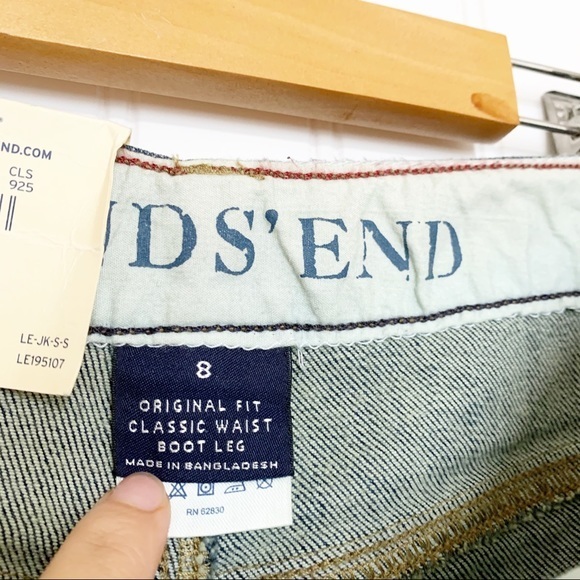 END.COM
CLS
925
LE-JK-S-S
LE195107
DS' END
8
ORIGINAL FIT
CLASSIC WAIST
BOOT LEG
MADE IN BANGLADESH
RN 62830